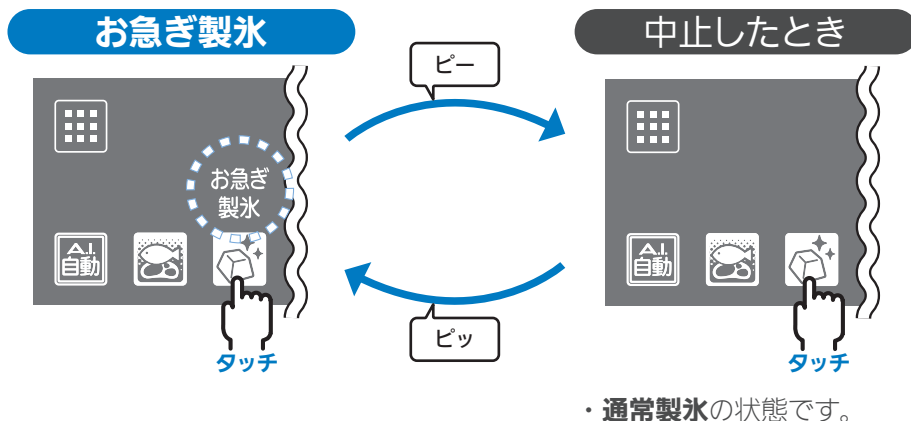 お急ぎ製氷
中止したとき
ピー
お急ぎ
製氷
A.I.
自動
タッチ
ピッ
A.I.
自動
タッチ
・通常製氷の状態です。